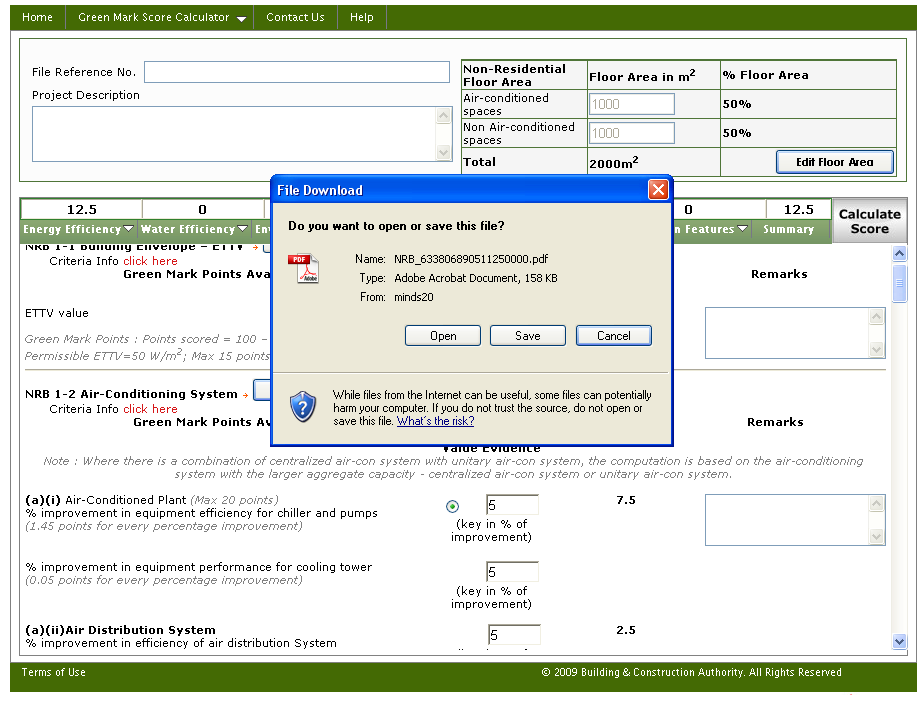 Home Green Mark Score Calculator Contact Us Help
File Reference No.
Project Description
Non-Residential Floor Area Floor Area in m2 % Floor Area
Air-conditioned spaces 1000 50%
Non Air-conditioned spaces 1000 50%
Total 2000m2 Edit Floor Area
12.5 0 0 12.5 Calculate Score
Energy Efficiency Water Efficiency En n Features Summary
File Download
Do you want to open or save this file?
Name: NRB_633806890511250000.pdf
Type: Adobe Acrobat Document, 158 KB
From: minds20
PDF
Adobe
Open Save Cancel
While files from the Internet can be useful, some files can potentially
harm your computer. If you do not trust the source, do not open or
save this file. What's the risk?
NRB 1-1 Building Envelope – ETTV
Criteria Info click here
Green Mark Points Ava Remarks
ETTV value
Green Mark Points : Points scored = 100 –
Permissible ETTV=50 W/m2; Max 15 points
NRB 1-2 Air-Conditioning System
Criteria Info click here
Green Mark Points Av Remarks
Value Evidence
Note : Where there is a combination of centralized air-con system with unitary air-con system, the computation is based on the air-conditioning
system with the larger aggregate capacity - centralized air-con system or unitary air-con system.
(a)(i) Air-Conditioned Plant (Max 20 points) 5 7.5
% improvement in equipment efficiency for chiller and pumps
(1.45 points for every percentage improvement)
(key in % of
improvement)
% improvement in equipment performance for cooling tower 5
(0.05 points for every percentage improvement)
(key in % of
improvement)
(a)(ii)Air Distribution System 5 2.5
% improvement in efficiency of air distribution System
Terms of Use © 2009 Building & Construction Authority. All Rights Reserved